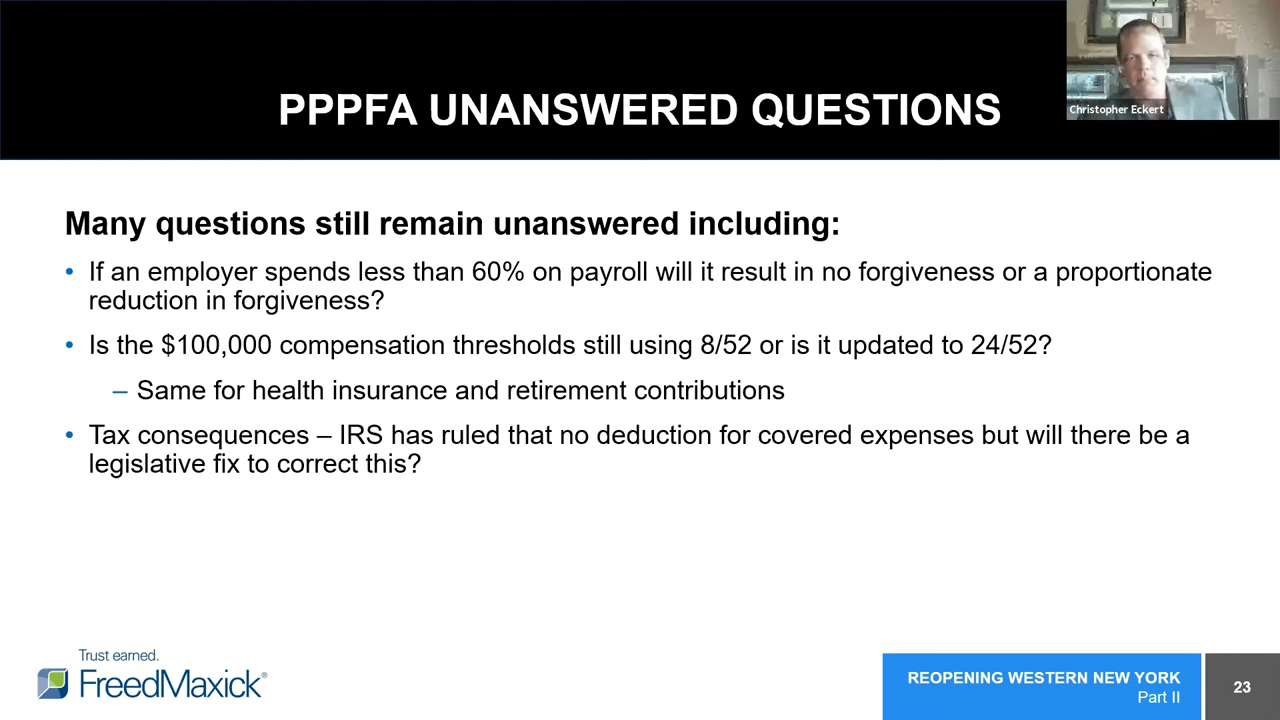 PPPFA UNANSWERED QUESTIONS
Christopher Eckert
Many questions still remain unanswered including:
• If an employer spends less than 60% on payroll will it result in no forgiveness or a proportionate
reduction in forgiveness?
• Is the $100,000 compensation thresholds still using 8/52 or is it updated to 24/52?
– Same for health insurance and retirement contributions
• Tax consequences – IRS has ruled that no deduction for covered expenses but will there be a
legislative fix to correct this?
Trust earned.
FreedMaxick®
REOPENING WESTERN NEW YORK
Part II
23